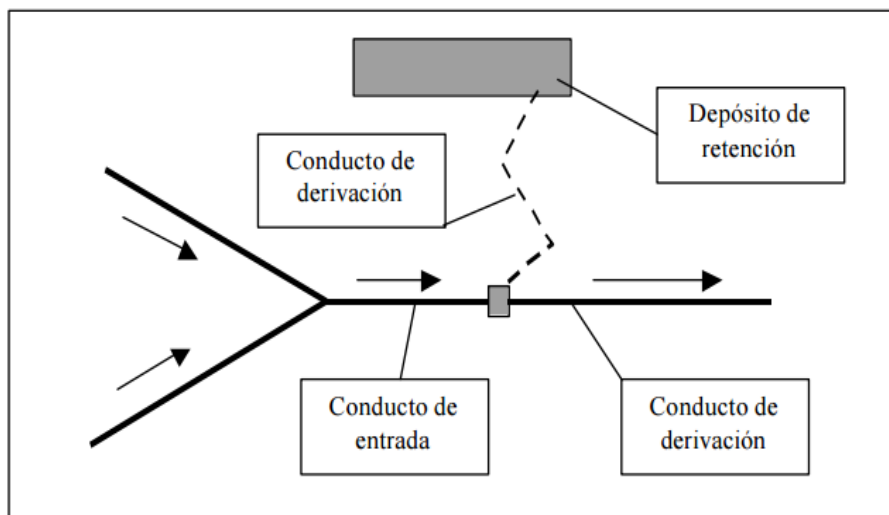 Depósito de
retención
Conducto de
derivación
Conducto de
entrada
Conducto de
derivación